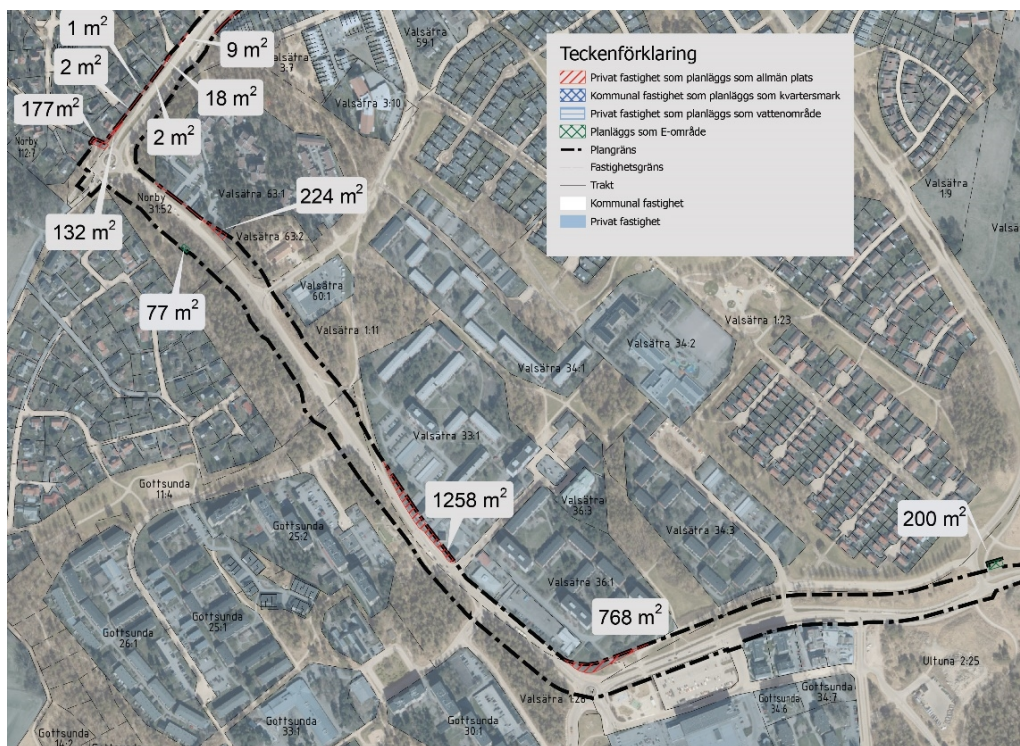 1 m²
9 m²
Valsätra
59:1
Teckenförklaring
2 m²
Valsätra
3:7
Privat fastighet som planläggs som allmän plats
18 m²
Valsätra 3:10
Kommunal fastighet som planläggs som kvartersmark
177 m²
Privat fastighet som planläggs som vattenområde
2 m²
Planläggs som E-område
Norby
112:7
Plangräns
Fastighetsgräns
Trakt
Valsätra
1:9
Valsätra 63:1
Norby
31:52
224 m²
Kommunal fastighet
Privat fastighet
132 m²
Valsätra 63:2
77 m²
Valsätra
60:1
Valsätra 1:11
Valsätra 1:23
Valsätra 34:2
Valsätra 34:1
Valsätra 33:1
Gottsunda
11:4
1258 m²
Valsätra
36:3
200 m²
Gottsunda
25:2
Valsätra 34:3
Valsätra 36:1
768 m²
Gottsunda
25:1
Gottsunda
26:1
Ultuna 2:25
Valsätra 1:28
Gottsunda
34:6
Gottsunda
34:7
Gottsunda
33:1
Gottsunda
30:1
Gottsunda
14:2